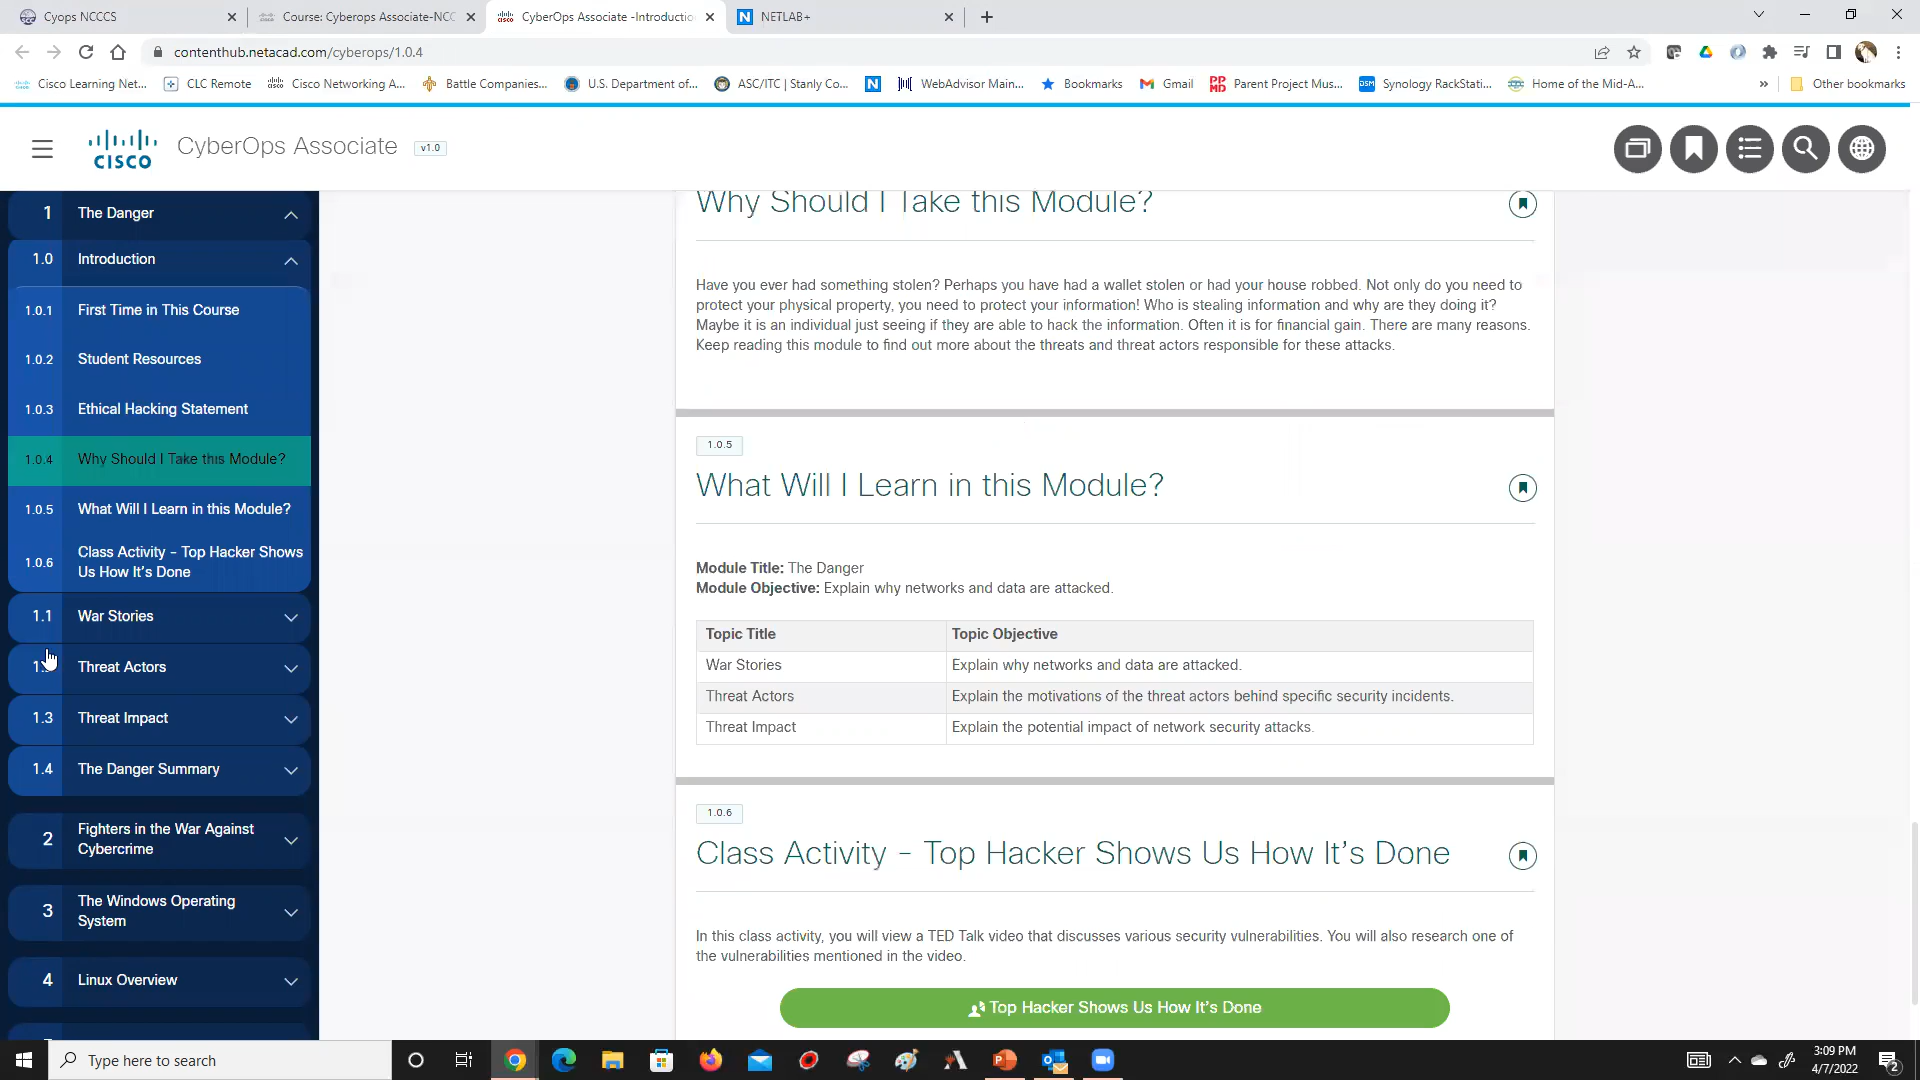 Cyops NCCCS
Course: Cyberops Associate-NCC
CyberOps Associate -Introductio
NETLAB+
contenthub.netacad.com/cyberops/1.0.4
Cisco Learning Net...
CLC Remote
Cisco Networking A...
Battle Companies...
U.S. Department of...
ASC/ITC | Stanly Co...
WebAdvisor Main...
Bookmarks
Gmail
Parent Project Mus...
Synology RackStati...
Home of the Mid-A...
»
Other bookmarks
CISCO
CyberOps Associate
v1.0
1 The Danger
1.0 Introduction
1.0.1 First Time in This Course
1.0.2 Student Resources
1.0.3 Ethical Hacking Statement
1.0.4 Why Should I Take this Module?
1.0.5 What Will I Learn in this Module?
1.0.6 Class Activity – Top Hacker Shows
Us How It's Done
1.1 War Stories
Threat Actors
1.3 Threat Impact
1.4 The Danger Summary
2 Fighters in the War Against
Cybercrime
3 The Windows Operating
System
4 Linux Overview
Why Should I Take this Module?
Have you ever had something stolen? Perhaps you have had a wallet stolen or had your house robbed. Not only do you need to
protect your physical property, you need to protect your information! Who is stealing information and why are they doing it?
Maybe it is an individual just seeing if they are able to hack the information. Often it is for financial gain. There are many reasons.
Keep reading this module to find out more about the threats and threat actors responsible for these attacks.
1.0.5
What Will I Learn in this Module?
Module Title: The Danger
Module Objective: Explain why networks and data are attacked.
Topic Title Topic Objective
War Stories Explain why networks and data are attacked.
Threat Actors Explain the motivations of the threat actors behind specific security incidents.
Threat Impact Explain the potential impact of network security attacks.
1.0.6
Class Activity – Top Hacker Shows Us How It's Done
In this class activity, you will view a TED Talk video that discusses various security vulnerabilities. You will also research one of
the vulnerabilities mentioned in the video.
Top Hacker Shows Us How It's Done
Type here to search
3:09 PM
4/7/2022
2